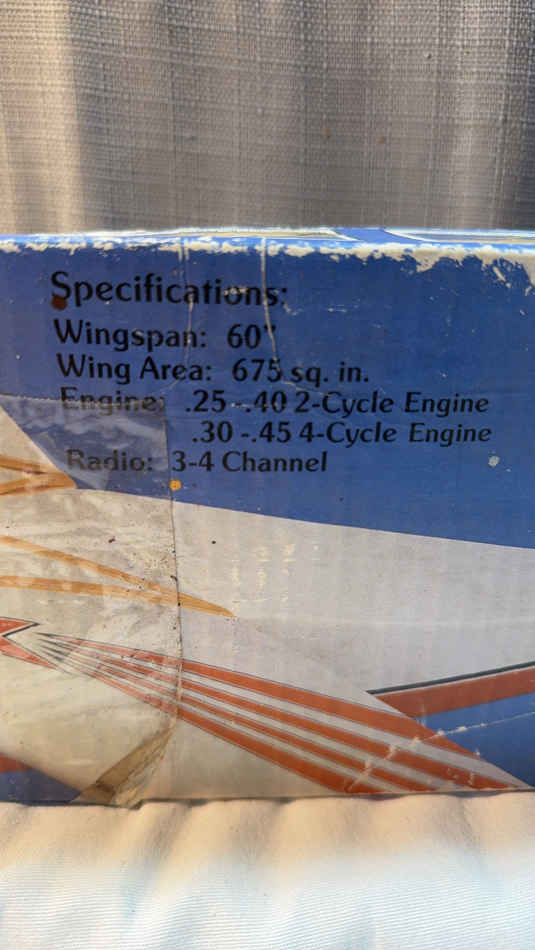 Specifications:
Wingspan: 60"
Wing Area: 675 sq. in.
Engine: .25 -.40 2-Cycle Engine
.30 -.45 4-Cycle Engine
Radio: 3-4 Channel